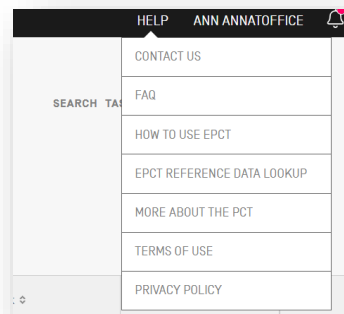 HELP ANN ANNATOFFICE
CONTACT US
SEARCH
FAQ
HOW TO USE EPCT
EPCT REFERENCE DATA LOOKUP
MORE ABOUT THE PCT
TERMS OF USE
PRIVACY POLICY